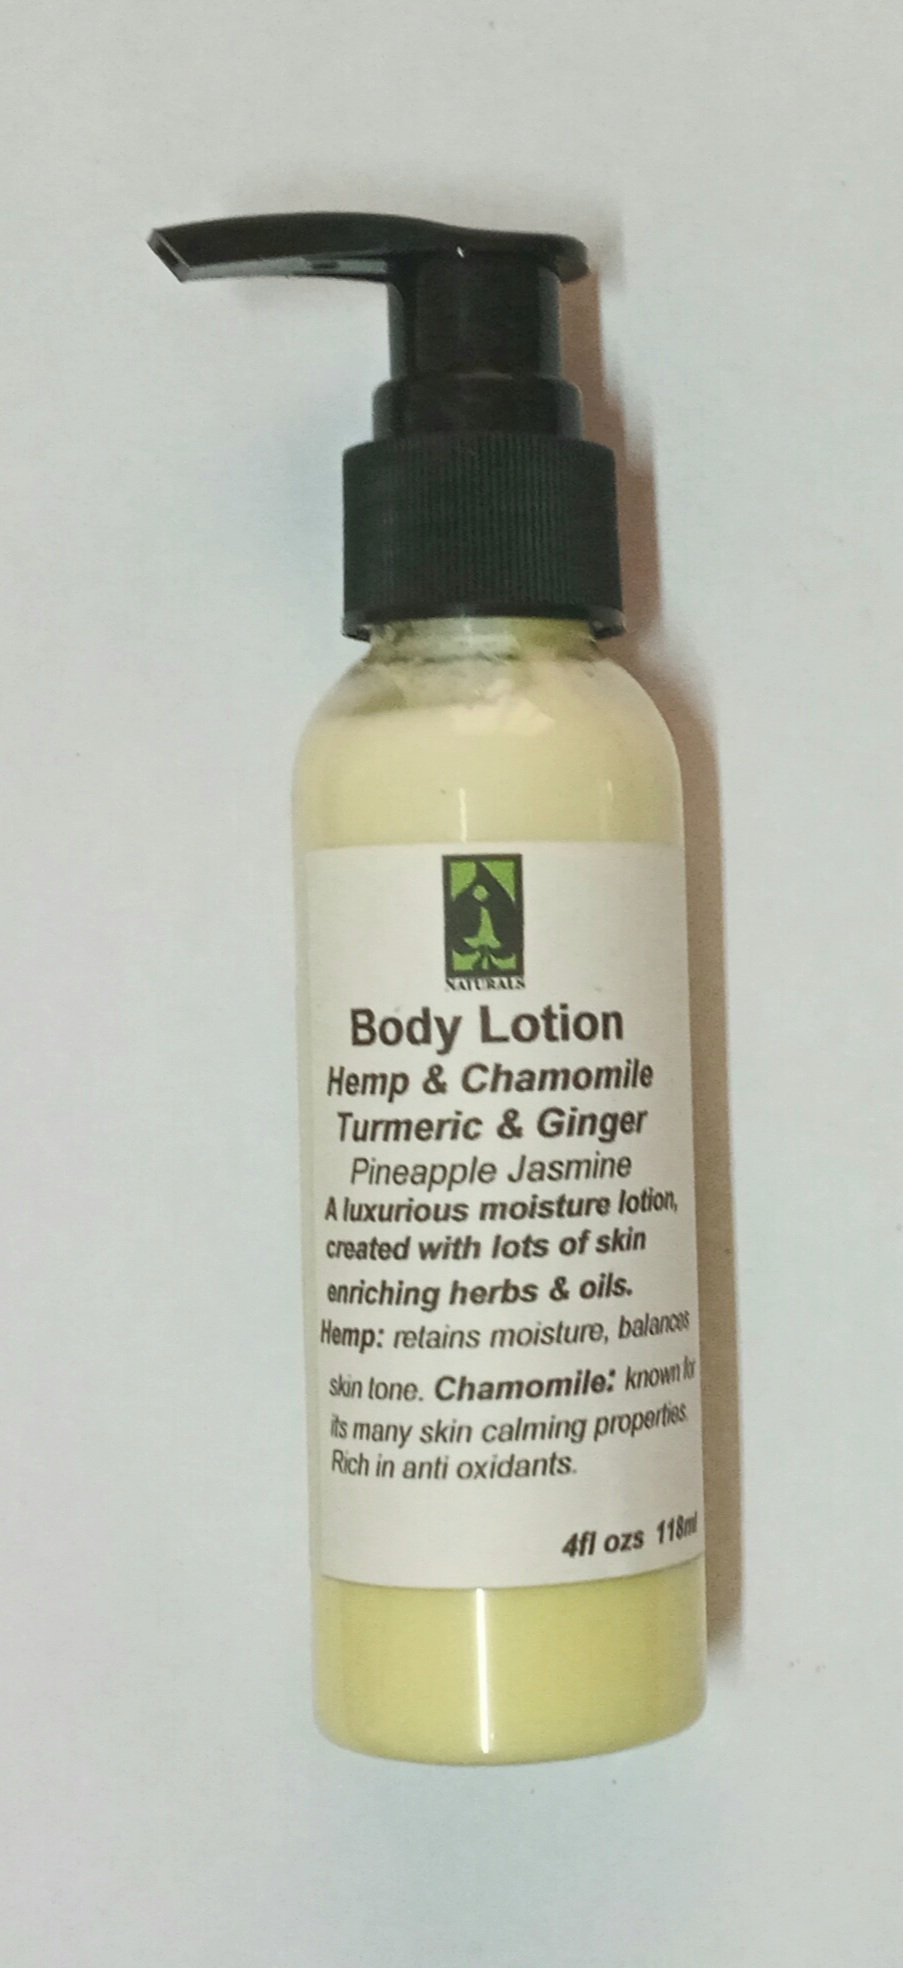 NATURALS
Body Lotion
Hemp & Chamomile
Turmeric & Ginger
Pineapple Jasmine
A luxurious moisture lotion,
created with lots of skin
enriching herbs & oils.
Hemp: retains moisture, balances
skin tone. Chamomile: known for
its many skin calming properties.
Rich in anti oxidants.
4fl ozs 118ml